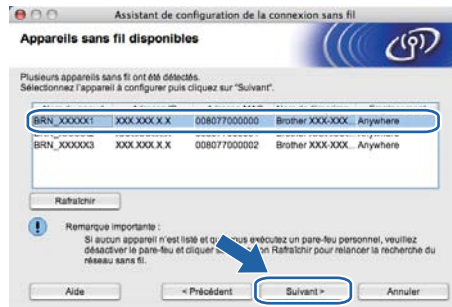 Assistant de configuration de la connexion sans fil
Appareils sans fil disponibles
Plusieurs appareils sans fil ont été détectés.
Sélectionnez l'appareil à configurer puis cliquez sur "Suivant".
BRN_XXXXX1 XXX.XXX.X.X 008077000000 Brother XXX-XXX... Anywhere
BRN_XXXXX3 XXX.XXX.X.X 008077000002 Brother XXX-XXX... Anywhere
Rafraîchir
Remarque importante :
Si aucun appareil n'est listé et que vous exécutez un pare-feu personnel, veuillez
désactiver le pare-feu et cliquer Rafraîchir pour relancer la recherche du
réseau sans fil.
Aide < Précédent Suivant > Annuler